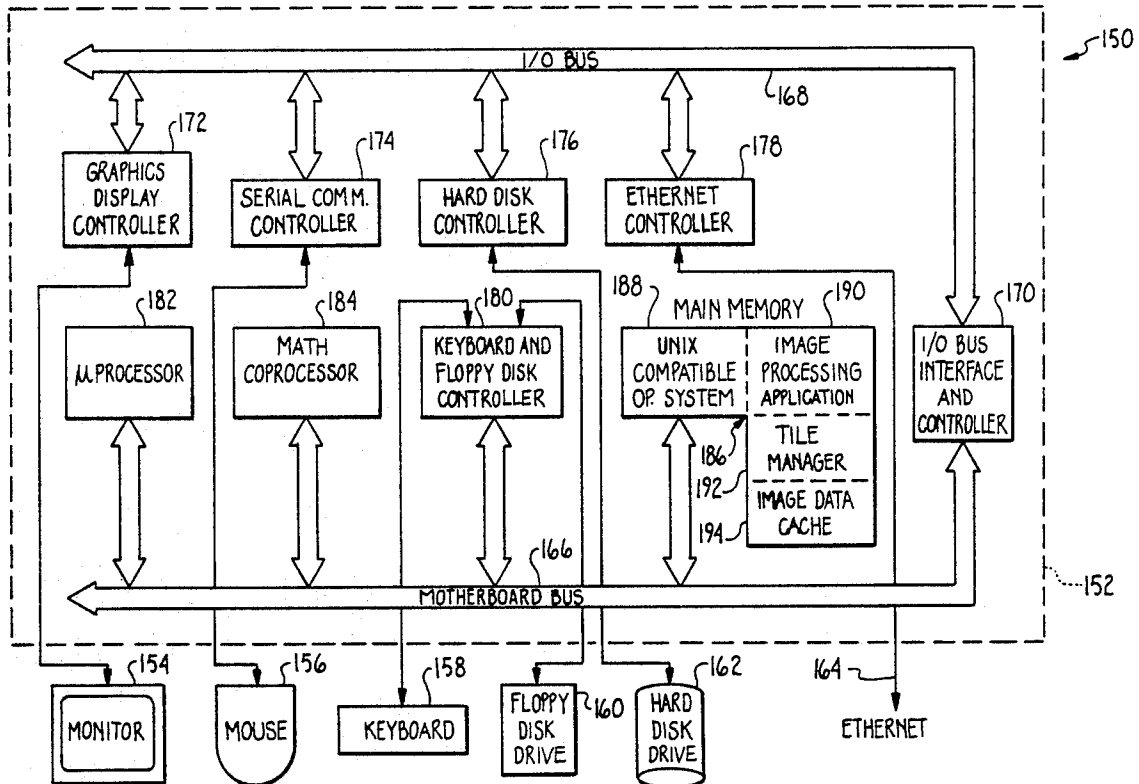 150
I/O BUS
168
172
GRAPHICS
DISPLAY
CONTROLLER
174
SERIAL COMM.
CONTROLLER
176
HARD DISK
CONTROLLER
178
ETHERNET
CONTROLLER
182
μPROCESSOR
184
MATH
COPROCESSOR
180
KEYBOARD AND
FLOPPY DISK
CONTROLLER
188
MAIN MEMORY
190
UNIX
COMPATIBLE
OP. SYSTEM
IMAGE
PROCESSING
APPLICATION
186
TILE
MANAGER
192
IMAGE DATA
CACHE
194
170
I/O BUS
INTERFACE
AND
CONTROLLER
166
MOTHERBOARD BUS
152
154
MONITOR
156
MOUSE
158
KEYBOARD
160
FLOPPY
DISK
DRIVE
162
HARD
DISK
DRIVE
164
ETHERNET